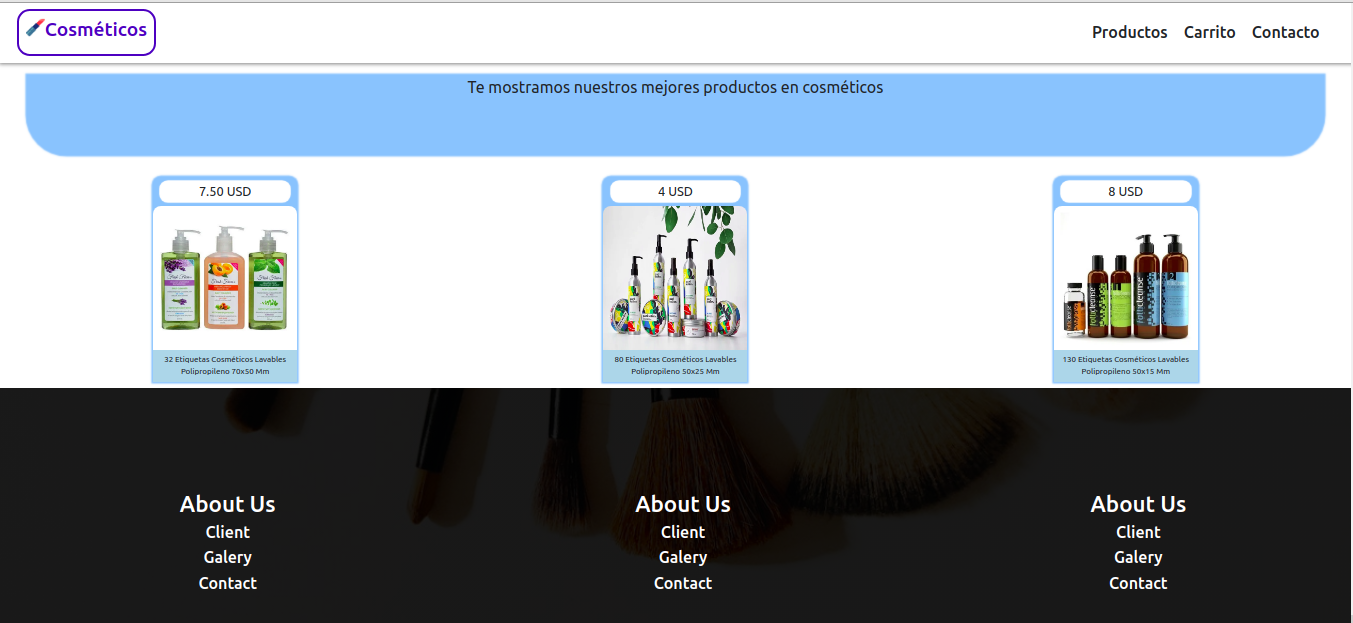 Cosméticos
Productos Carrito Contacto
Te mostramos nuestros mejores productos en cosméticos
7.50 USD
4 USD
8 USD
32 Etiquetas Cosméticos Lavables
Polipropileno 70x50 Mm
80 Etiquetas Cosméticos Lavables
Polipropileno 50x25 Mm
130 Etiquetas Cosméticos Lavables
Polipropileno 50x15 Mm
About Us
Client
Galery
Contact
About Us
Client
Galery
Contact
About Us
Client
Galery
Contact